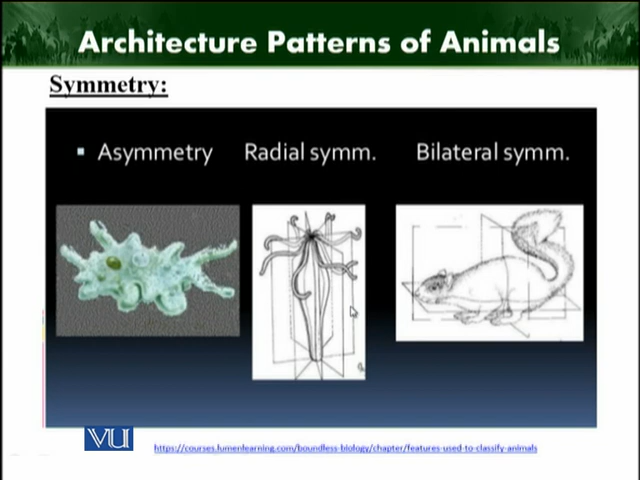 Architecture Patterns of Animals
Symmetry:
▪ Asymmetry Radial symm. Bilateral symm.
VU
https://courses.lumenlearning.com/boundless-biology/chapter/features-used-to-classify-animals